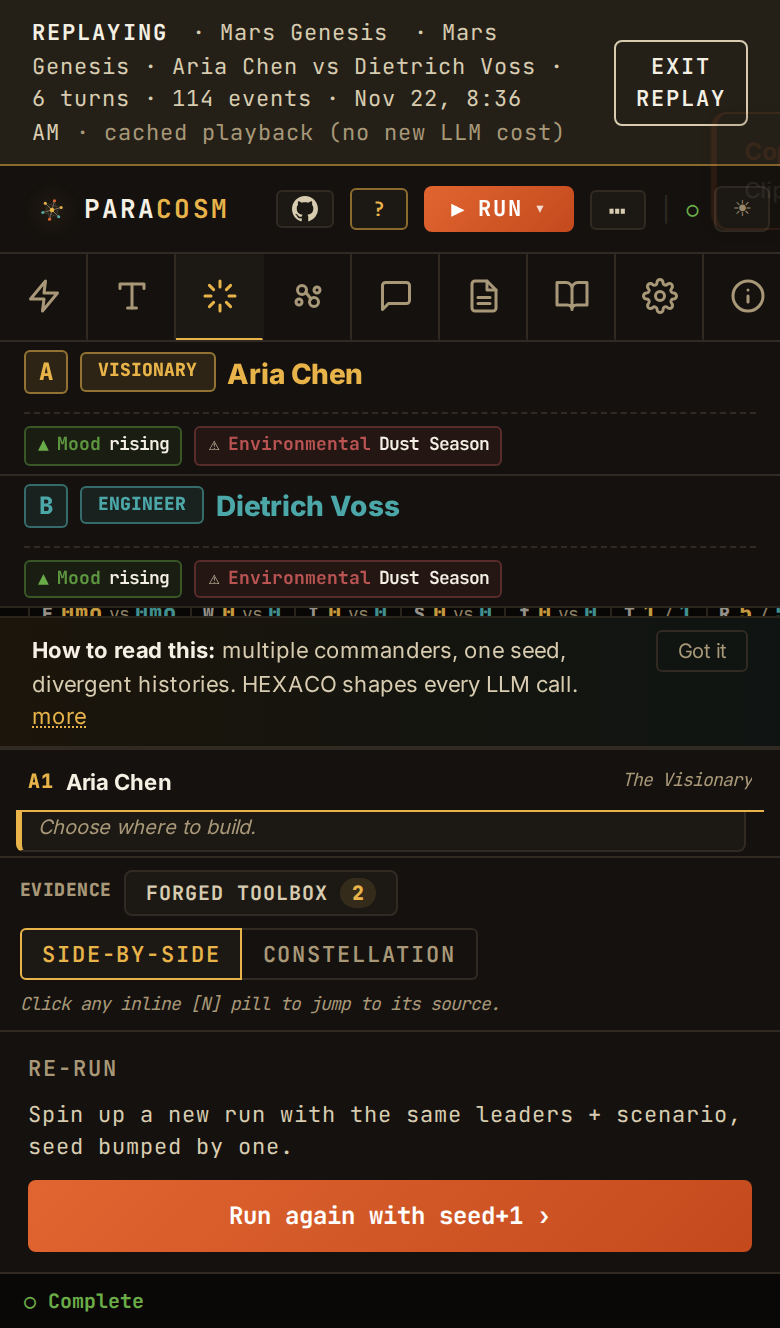 REPLAYING · Mars Genesis · Mars
Genesis · Aria Chen vs Dietrich Voss ·
6 turns · 114 events · Nov 22, 8:36
AM · cached playback (no new LLM cost)
EXIT
REPLAY
PARACOSM
?
▶ RUN ▾
…
A
VISIONARY
Aria Chen
▲ Mood rising
⚠ Environmental Dust Season
B
ENGINEER
Dietrich Voss
▲ Mood rising
⚠ Environmental Dust Season
How to read this: multiple commanders, one seed,
divergent histories. HEXACO shapes every LLM call.
more
Got it
A1 Aria Chen
The Visionary
Choose where to build.
EVIDENCE
FORGED TOOLBOX 2
SIDE-BY-SIDE
CONSTELLATION
Click any inline [N] pill to jump to its source.
RE-RUN
Spin up a new run with the same leaders + scenario,
seed bumped by one.
Run again with seed+1 ›
○ Complete